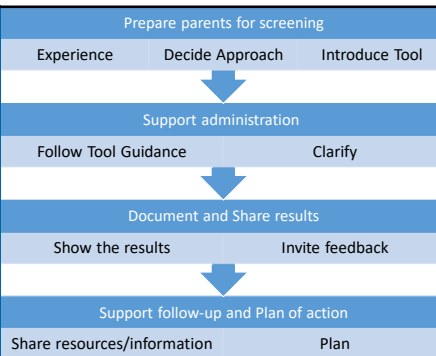 Prepare parents for screening
Experience Decide Approach Introduce Tool
Support administration
Follow Tool Guidance Clarify
Document and Share results
Show the results Invite feedback
Support follow-up and Plan of action
Share resources/information Plan